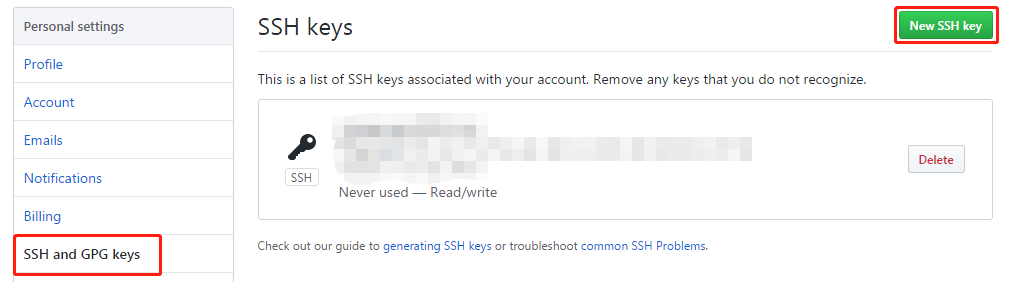 Personal settings
Profile
Account
Emails
Notifications
Billing
SSH and GPG keys
SSH keys
New SSH key
This is a list of SSH keys associated with your account. Remove any keys that you do not recognize.
SSH
Never used — Read/write
Delete
Check out our guide to generating SSH keys or troubleshoot common SSH Problems.